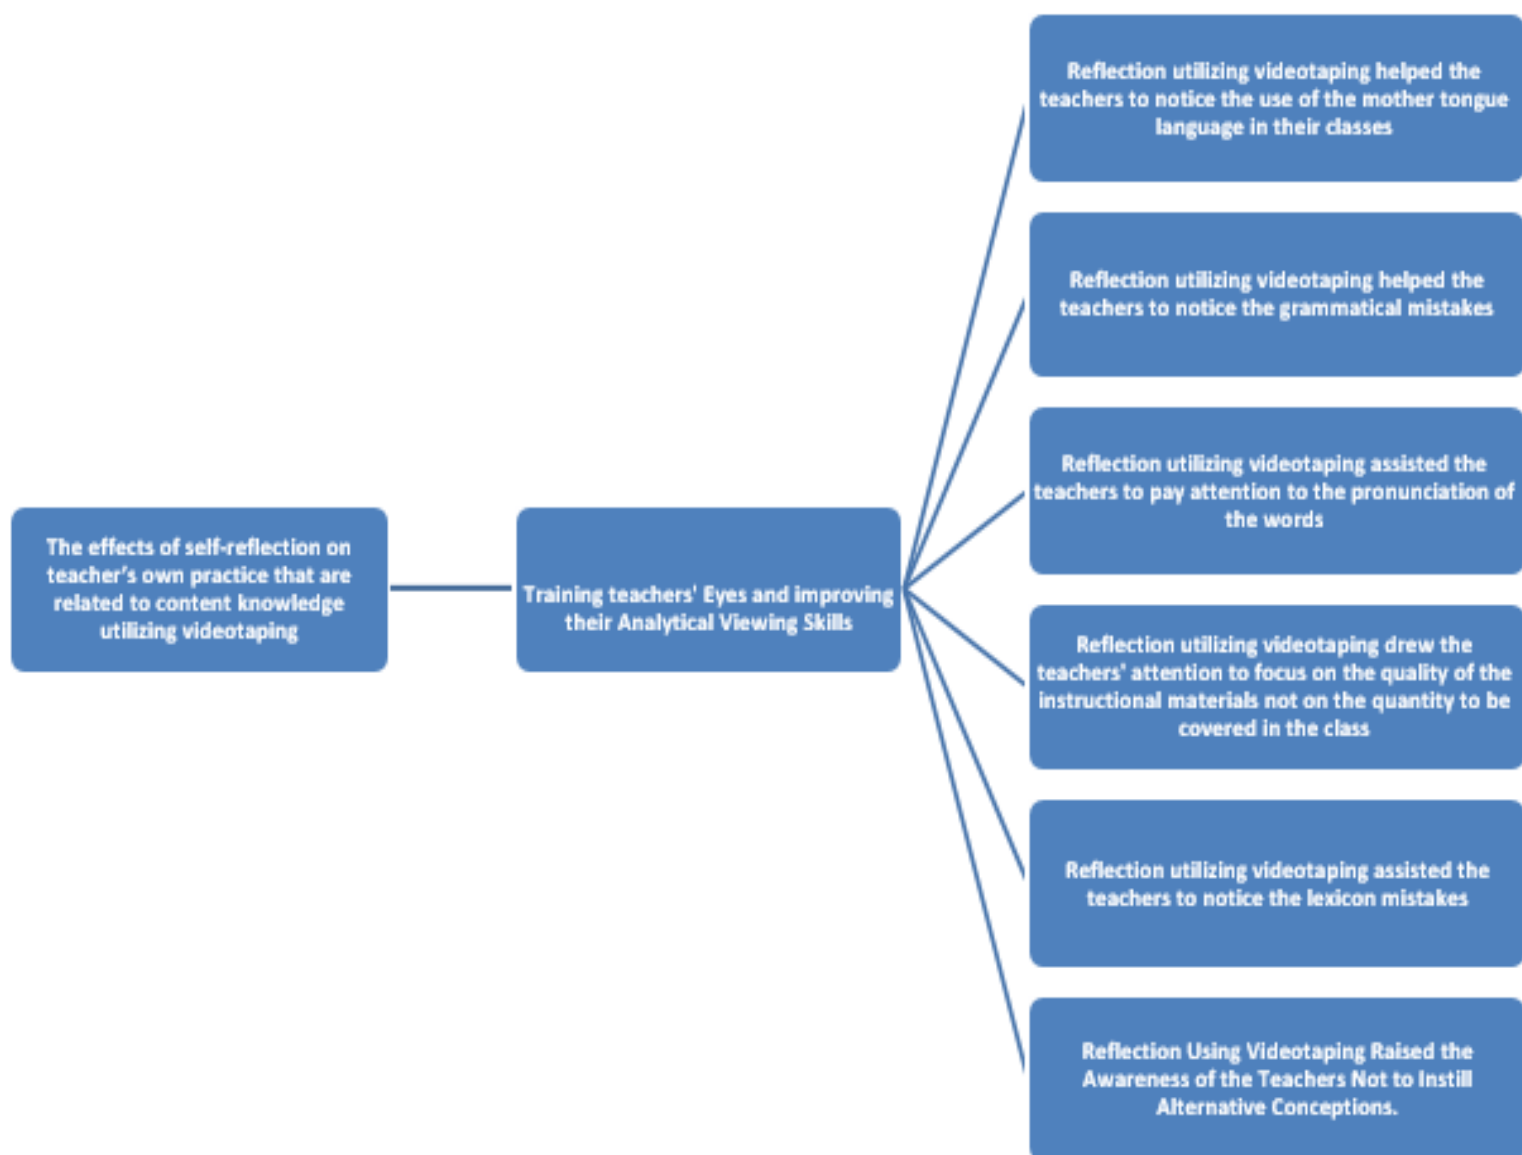 The effects of self-reflection on
teacher's own practice that are
related to content knowledge
utilizing videotaping
Training teachers' Eyes and improving
their Analytical Viewing Skills
Reflection utilizing videotaping helped the
teachers to notice the use of the mother tongue
language in their classes
Reflection utilizing videotaping helped the
teachers to notice the grammatical mistakes
Reflection utilizing videotaping assisted the
teachers to pay attention to the pronunciation of
the words
Reflection utilizing videotaping drew the
teachers' attention to focus on the quality of the
instructional materials not on the quantity to be
covered in the class
Reflection utilizing videotaping assisted the
teachers to notice the lexicon mistakes
Reflection Using Videotaping Raised the
Awareness of the Teachers Not to Instill
Alternative Conceptions.